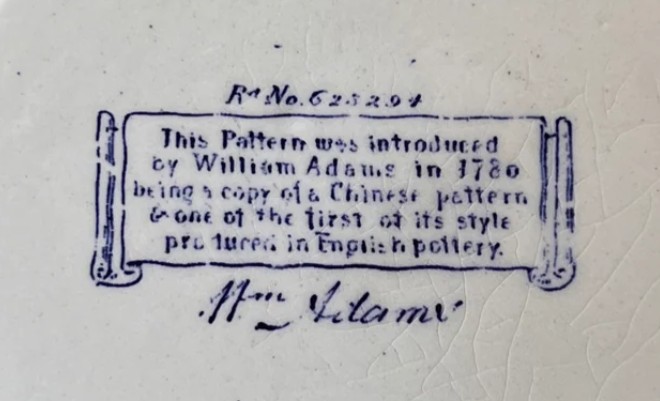 Rd No. 623294
This Pattern was introduced
by William Adams in 1780
being a copy of a Chinese pattern
& one of the first of its style
produced in English pottery.
Wm Adams